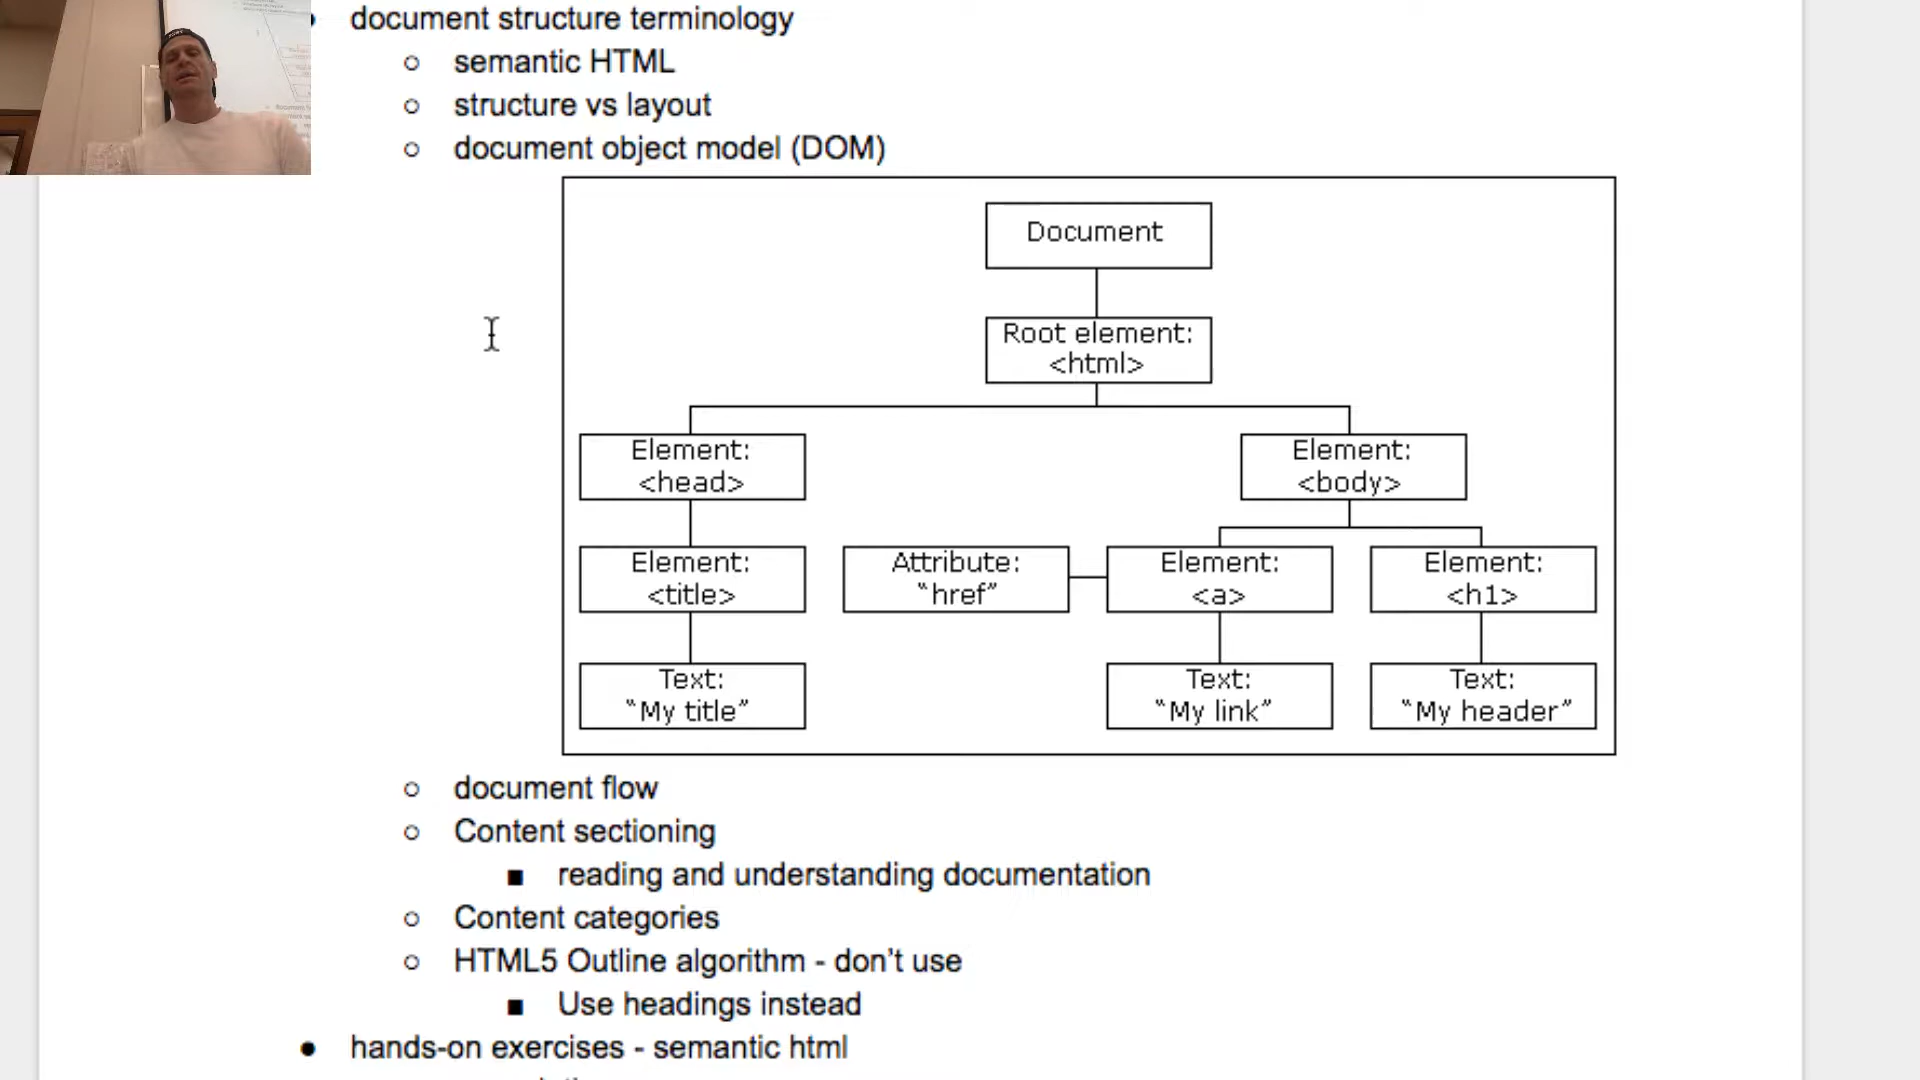 document structure terminology
semantic HTML
structure vs layout
document object model (DOM)
Document
Root element:
<html>
Element:
<head>
Element:
<body>
Element:
<title>
Attribute:
“href”
Element:
<a>
Element:
<h1>
Text:
“My title”
Text:
“My link”
Text:
“My header”
document flow
Content sectioning
reading and understanding documentation
Content categories
HTML5 Outline algorithm - don’t use
Use headings instead
hands-on exercises - semantic html